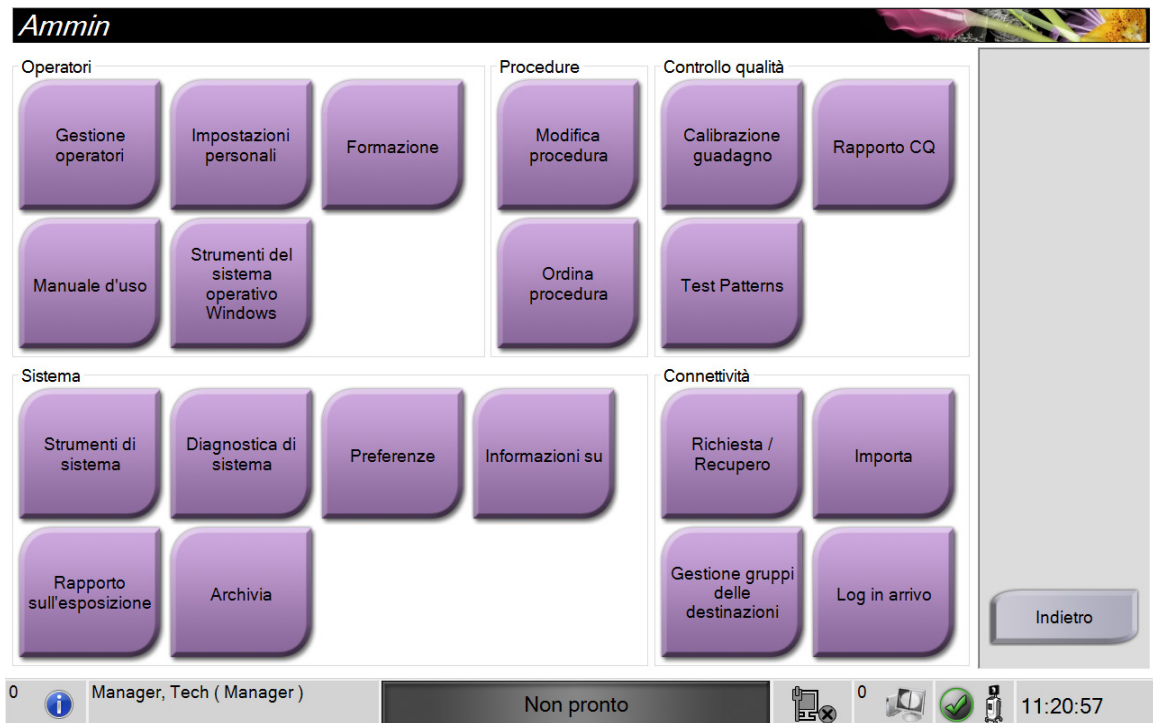 Ammin
Operatori
Gestione
operatori
Impostazioni
personali
Formazione
Manuale d'uso
Strumenti del
sistema
operativo
Windows
Procedure
Modifica
procedura
Ordina
procedura
Controllo qualità
Calibrazione
guadagno
Rapporto CQ
Test Patterns
Sistema
Strumenti di
sistema
Diagnostica di
sistema
Preferenze
Informazioni su
Rapporto
sull'esposizione
Archivia
Connettività
Richiesta /
Recupero
Importa
Gestione gruppi
delle
destinazioni
Log in arrivo
Indietro
0
Manager, Tech ( Manager )
Non pronto
0
11:20:57